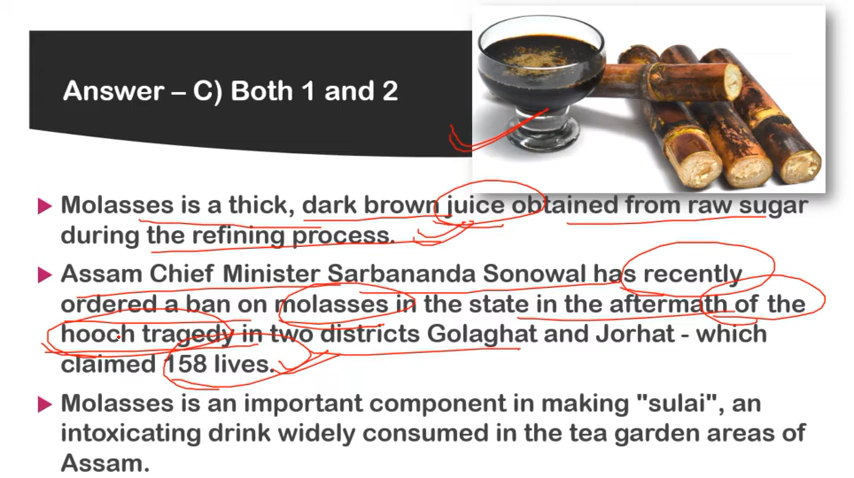 Answer – C) Both 1 and 2
Molasses is a thick, dark brown juice obtained from raw sugar
during the refining process.
Assam Chief Minister Sarbananda Sonowal has recently
ordered a ban on molasses in the state in the aftermath of the
hooch tragedy in two districts Golaghat and Jorhat - which
claimed 158 lives.
Molasses is an important component in making "sulai", an
intoxicating drink widely consumed in the tea garden areas of
Assam.